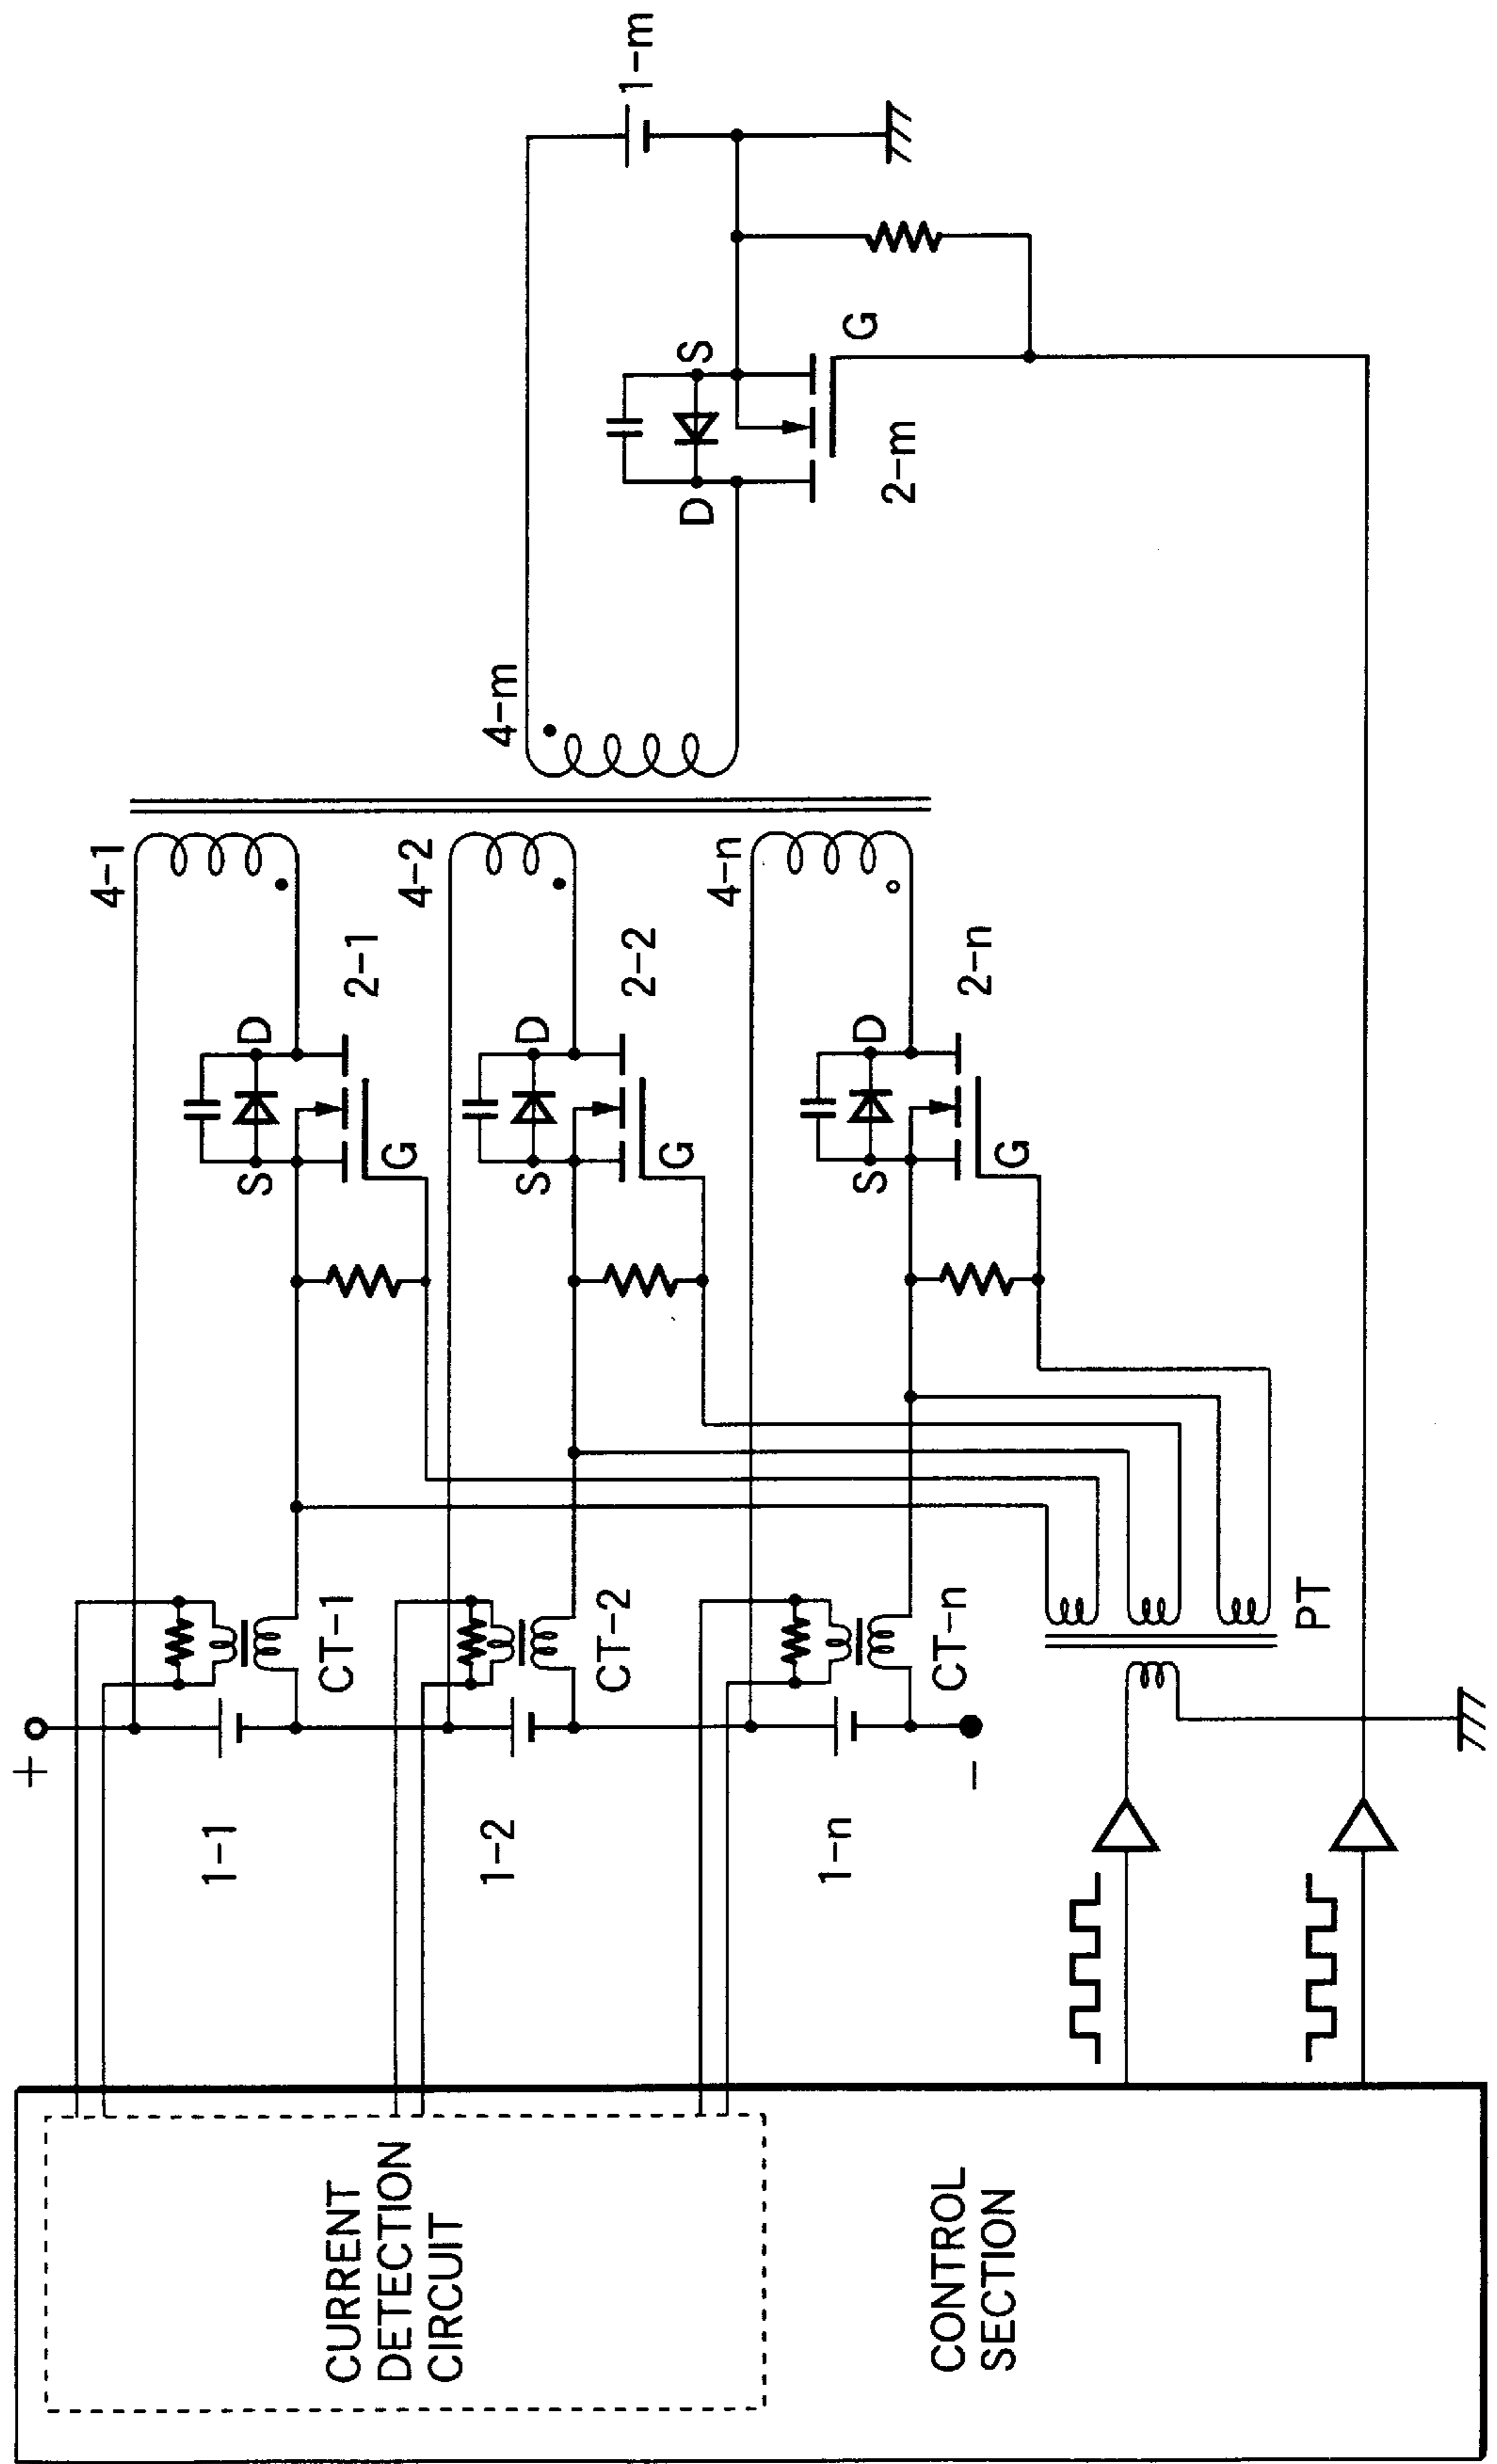 +
1-1
CT-1
S
D
G
2-1
4-1
1-2
CT-2
S
D
G
2-2
4-2
1-n
CT-n
S
D
G
2-n
4-n
-
PT
4-m
D
S
G
2-m
1-m
CURRENT
DETECTION
CIRCUIT
CONTROL
SECTION